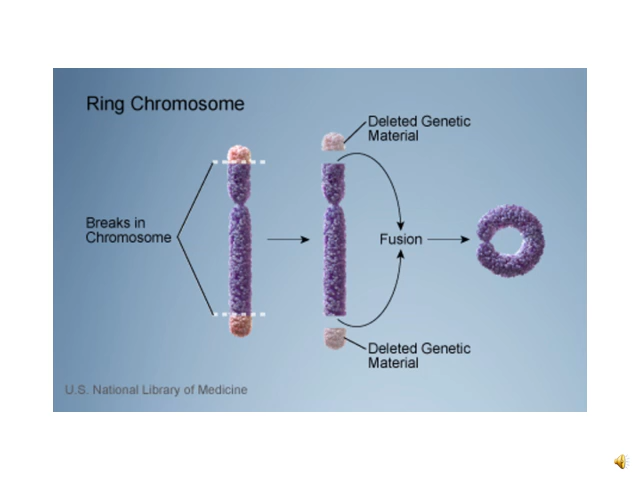 Ring Chromosome
Deleted Genetic
Material
Breaks in
Chromosome
Fusion
Deleted Genetic
Material
U.S. National Library of Medicine